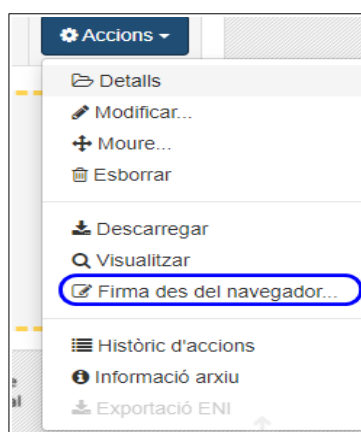 Accions
Detalls
Modificar...
Moure...
Esborrar
Descarregar
Visualitzar
Firma des del navegador...
Històric d'accions
Informació arxiu
Exportació ENI